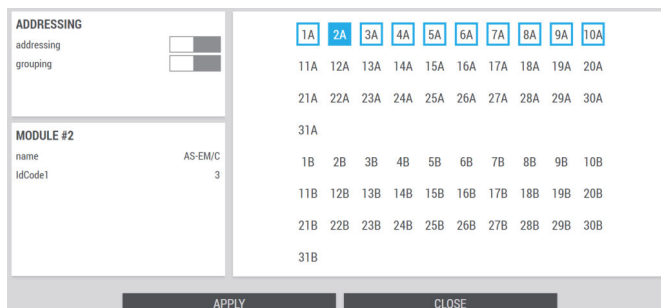 ADDRESSING
addressing
grouping
MODULE #2
name AS-EM/C
IdCode1 3
1A 2A 3A 4A 5A 6A 7A 8A 9A 10A
11A 12A 13A 14A 15A 16A 17A 18A 19A 20A
21A 22A 23A 24A 25A 26A 27A 28A 29A 30A
31A
1B 2B 3B 4B 5B 6B 7B 8B 9B 10B
11B 12B 13B 14B 15B 16B 17B 18B 19B 20B
21B 22B 23B 24B 25B 26B 27B 28B 29B 30B
31B
APPLY CLOSE